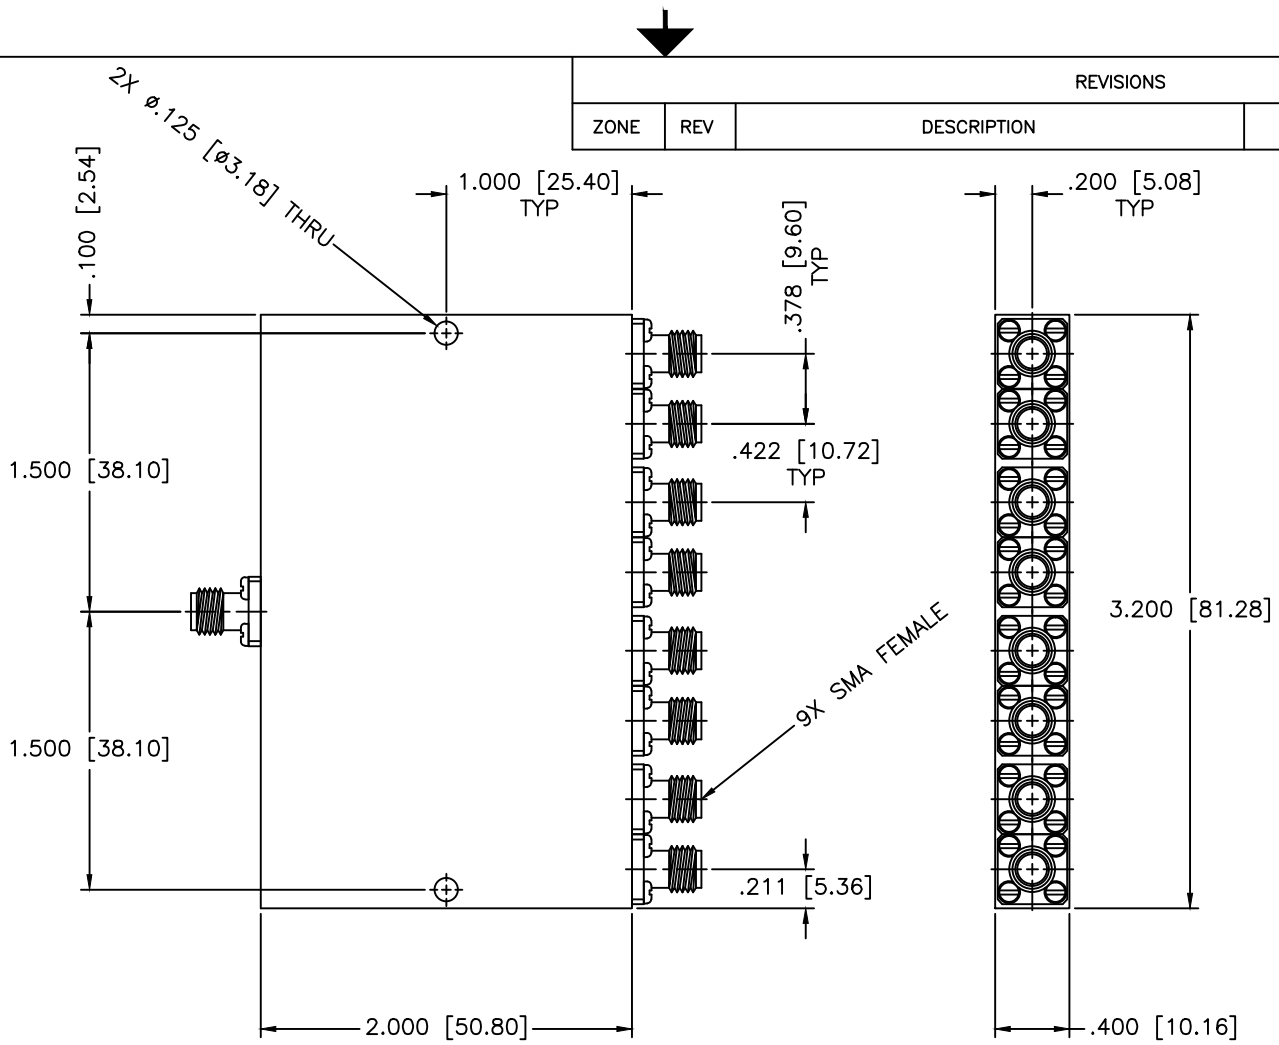 REVISIONS
ZONE REV DESCRIPTION
2X ø.125 [ø3.18] THRU
.100 [2.54]
1.000 [25.40]
TYP
.378 [9.60]
TYP
.200 [5.08]
TYP
1.500 [38.10]
.422 [10.72]
TYP
3.200 [81.28]
9X SMA FEMALE
1.500 [38.10]
.211 [5.36]
2.000 [50.80]
.400 [10.16]